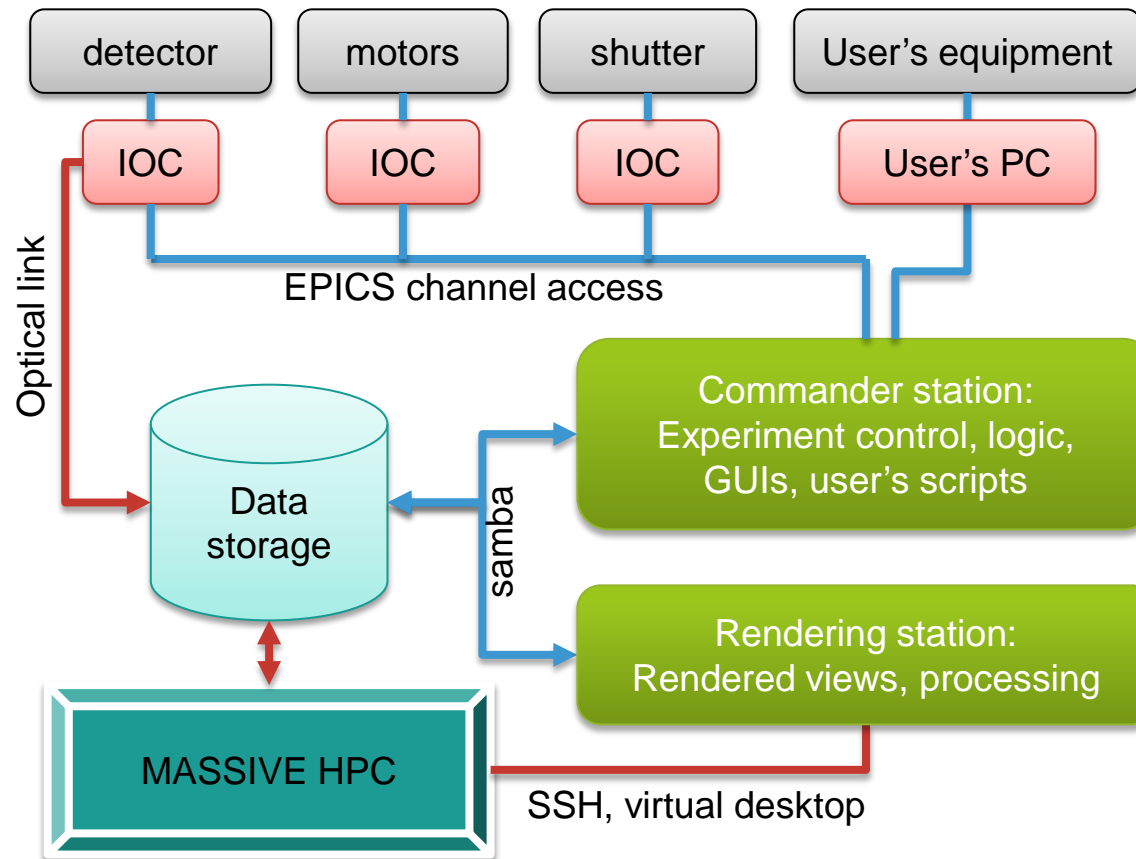 detector
motors
shutter
User’s equipment
IOC
IOC
IOC
User’s PC
Optical link
EPICS channel access
Commander station:
Experiment control, logic,
GUIs, user’s scripts
Data
storage
samba
Rendering station:
Rendered views, processing
MASSIVE HPC
SSH, virtual desktop